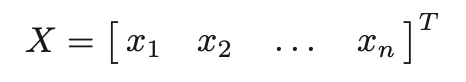 X = [ x₁ x₂ … xₙ ]ᵀ